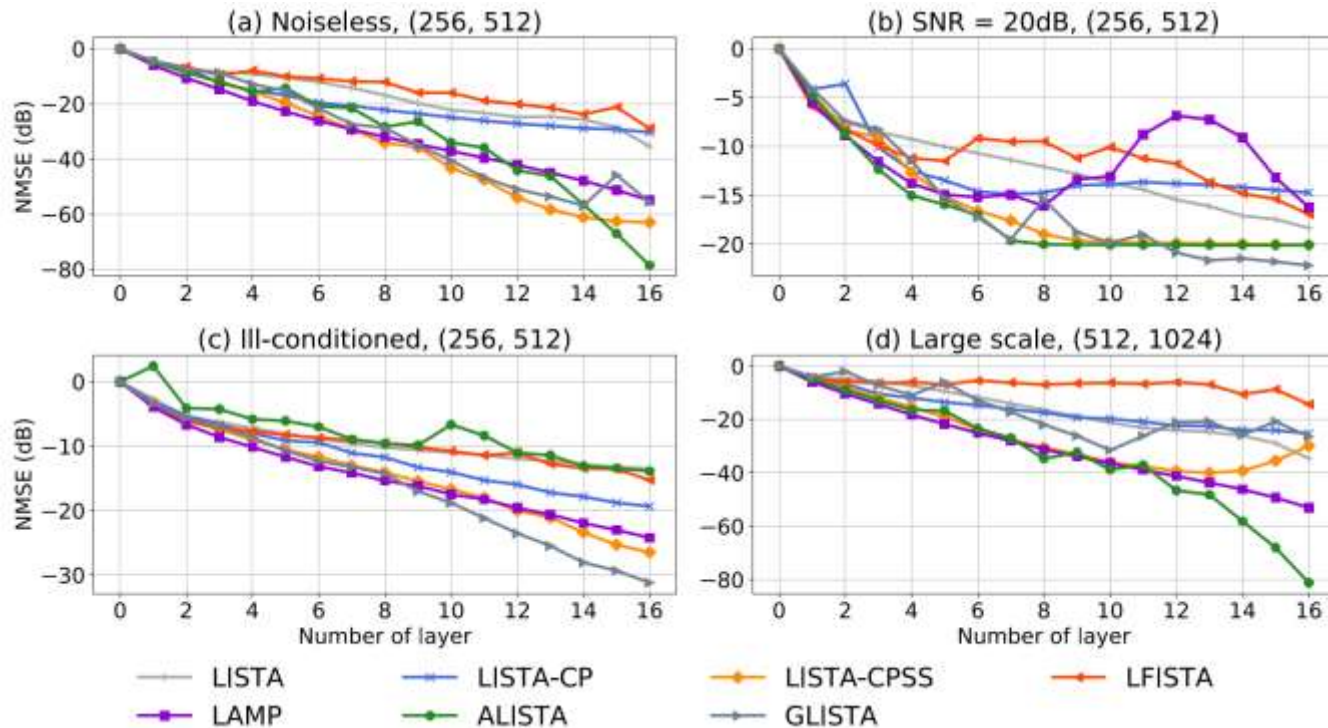 (a) Noiseless, (256, 512)
(b) SNR = 20dB, (256, 512)
NMSE (dB)
0
−20
−40
−60
−80
0 2 4 6 8 10 12 14 16
0
−5
−10
−15
−20
0 2 4 6 8 10 12 14 16
(c) Ill-conditioned, (256, 512)
(d) Large scale, (512, 1024)
NMSE (dB)
0
−10
−20
−30
0 2 4 6 8 10 12 14 16
Number of layer
0
−20
−40
−60
−80
0 2 4 6 8 10 12 14 16
Number of layer
LISTA LISTA-CP LISTA-CPSS LFISTA
LAMP ALISTA GLISTA